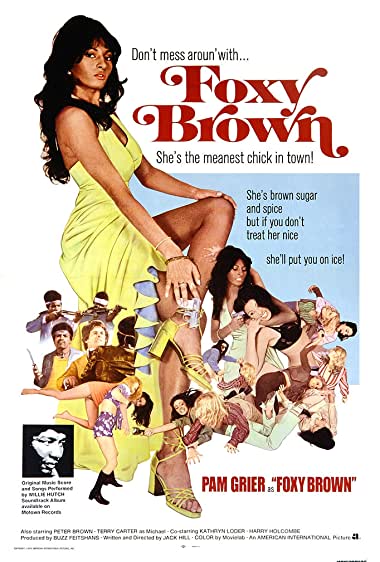 Don't mess aroun' with...
Foxy
Brown
She's the meanest chick in town!
She's brown sugar
and spice
but if you don't
treat her nice
she'll put you on ice!
Original Music Score
and Songs Performed
by WILLIE HUTCH
Soundtrack Album
available on
Motown Records
PAM GRIER as "FOXY BROWN"
Also starring PETER BROWN · TERRY CARTER as Michael · Co-starring KATHRYN LODER · HARRY HOLCOMBE
Produced by BUZZ FEITSHANS · Written and Directed by JACK HILL · COLOR by Movielab · An AMERICAN INTERNATIONAL Picture